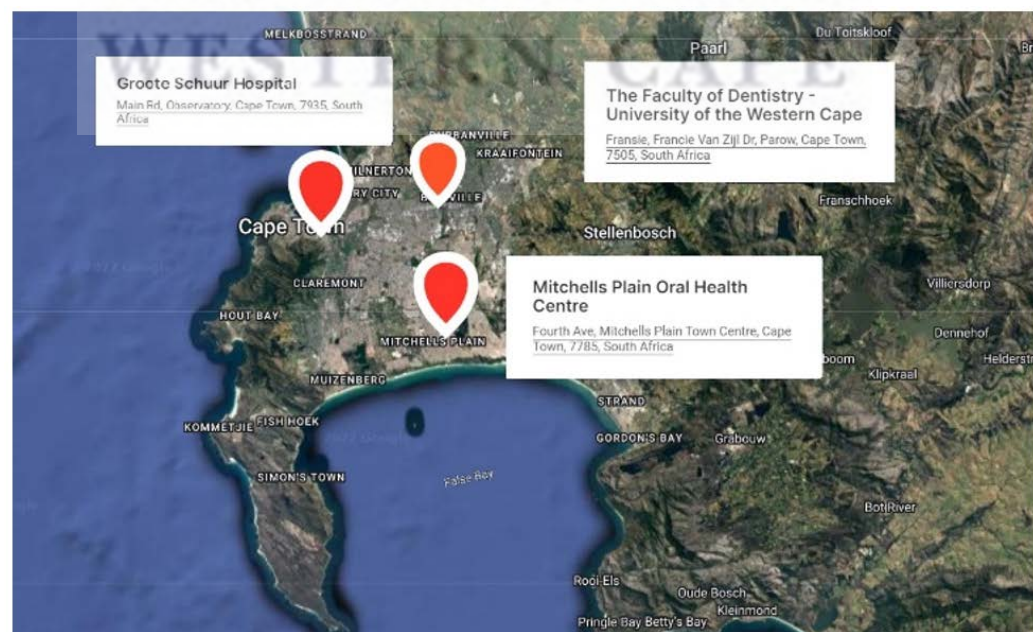 WESTERN CAPE
MELKBOSSTRAND
Du Toitskloof
Paarl
Groote Schuur Hospital
Main Rd, Observatory, Cape Town, 7935, South
Africa
The Faculty of Dentistry -
University of the Western Cape
Fransie, Francie Van Zijl Dr, Parow, Cape Town,
7505, South Africa
KRAAIFONTEIN
RY CITY
Franschhoek
Cape T
Stellenbosch
CLAREMONT
Villiersdorp
Mitchells Plain Oral Health
Centre
Fourth Ave, Mitchells Plain Town Centre, Cape
Town, 7785, South Africa
HOUT BAY
Dennehof
MITCHELLS PLAIN
boom
Helderst
Klipkraal
MUIZENBERG
STRAND
KOMMETJIE
FISH HOEK
GORDON'S BAY
Grabouw
SIMON'S TOWN
False Bay
Bot River
Rooi-Els
Oude Bosch
Kleinmond
Pringle Bay
Betty's Bay